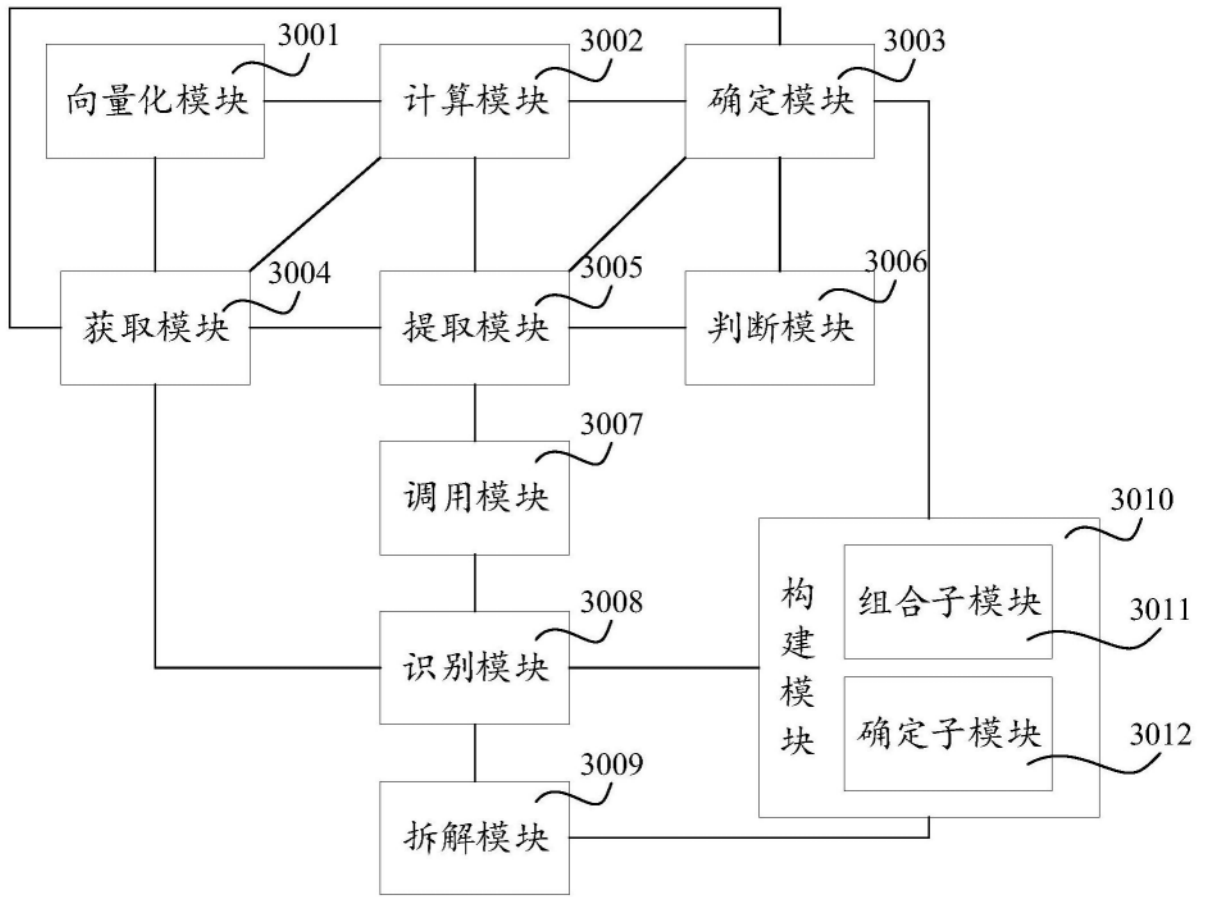 3001
向量化模块
3002
计算模块
3003
确定模块
3004
获取模块
3005
提取模块
3006
判断模块
3007
调用模块
3008
识别模块
3009
拆解模块
3010
构建模块
组合子模块
3011
确定子模块
3012